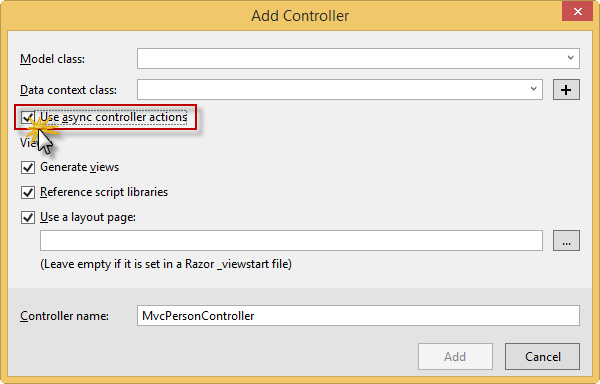 Add Controller
Model class:
Data context class:
Use async controller actions
Vie
Generate views
Reference script libraries
Use a layout page:
...
(Leave empty if it is set in a Razor _viewstart file)
Controller name: MvcPersonController
Add Cancel